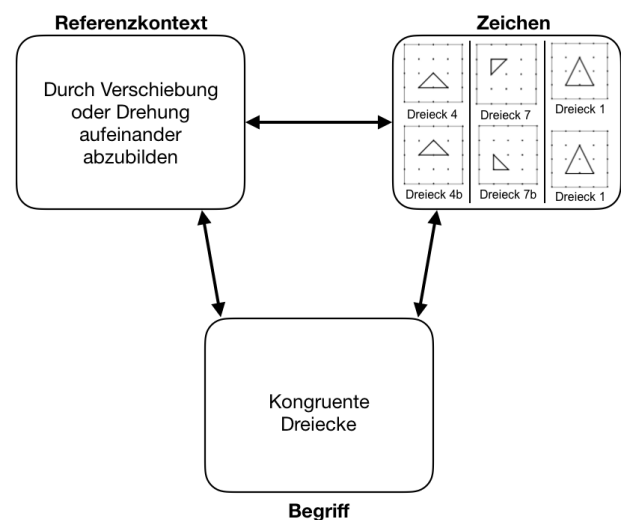 Referenzkontext
Durch Verschiebung
oder Drehung
aufeinander
abzubilden
Zeichen
Dreieck 4
Dreieck 7
Dreieck 1
Dreieck 4b
Dreieck 7b
Dreieck 1
Kongruente
Dreiecke
Begriff